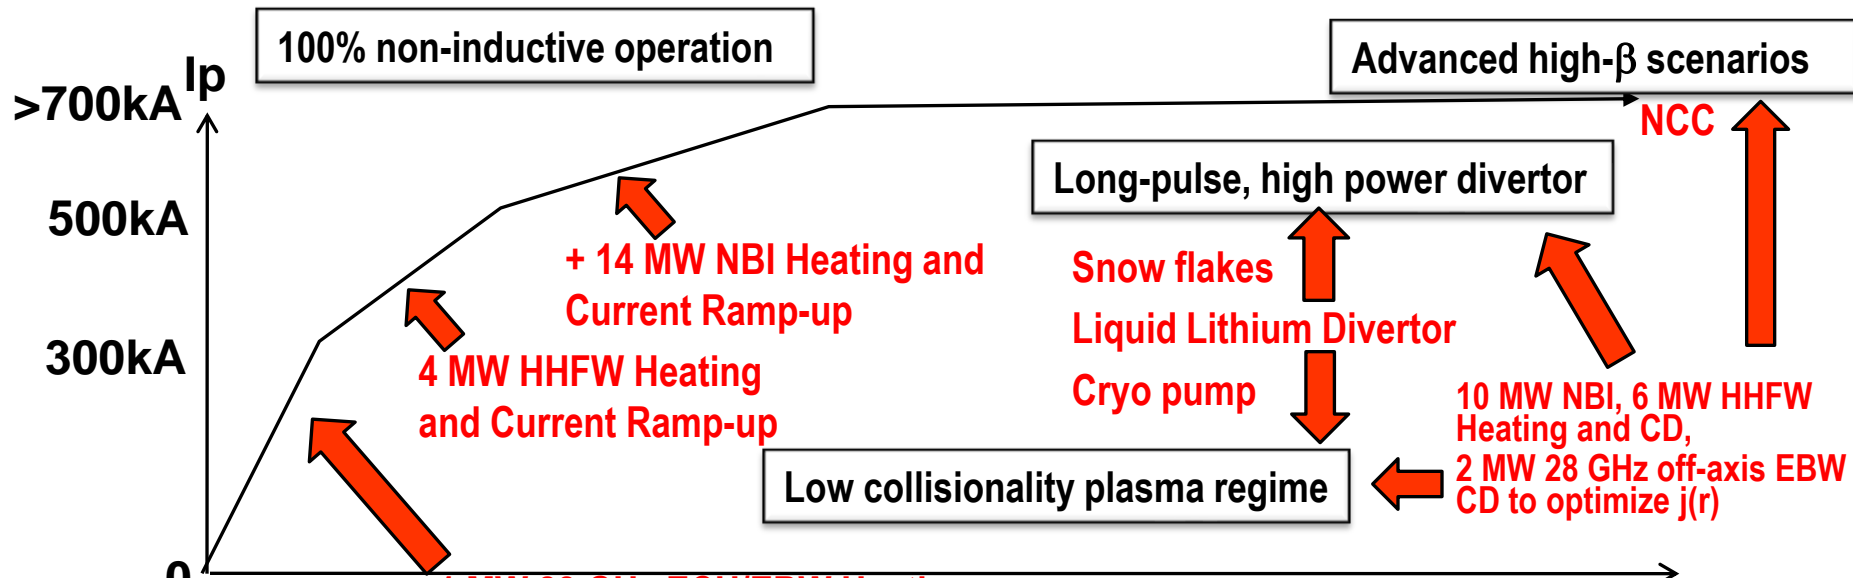 100% non-inductive operation
Advanced high-β scenarios
Ip
>700kA
NCC
Long-pulse, high power divertor
500kA
+ 14 MW NBI Heating and
Current Ramp-up
Snow flakes
Liquid Lithium Divertor
Cryo pump
300kA
4 MW HHFW Heating
and Current Ramp-up
10 MW NBI, 6 MW HHFW
Heating and CD,
2 MW 28 GHz off-axis EBW
CD to optimize j(r)
Low collisionality plasma regime
0